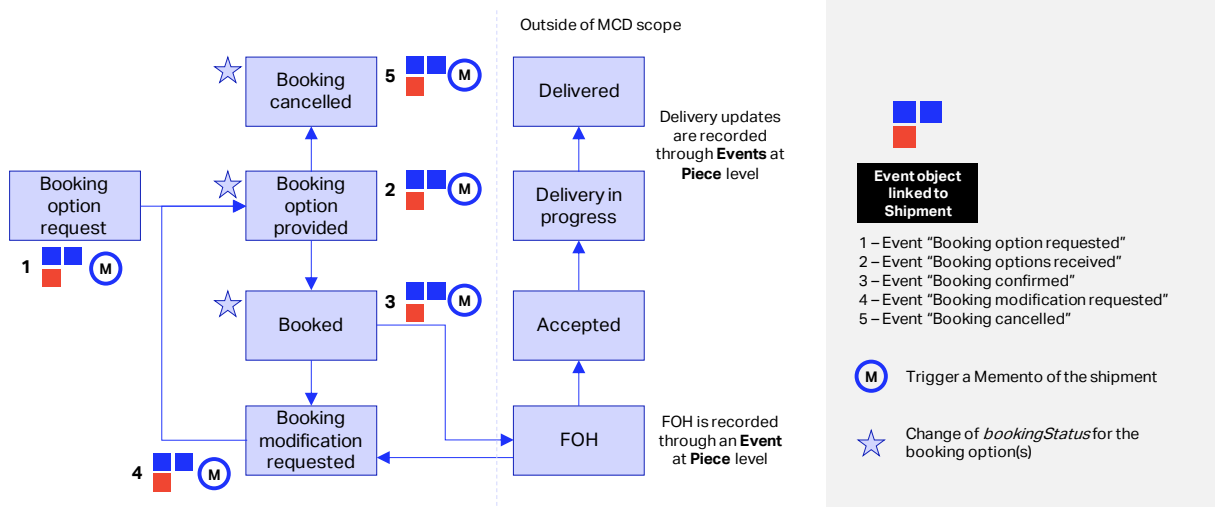 Outside of MCD scope
Booking
cancelled
5
M
Delivered
Delivery updates
are recorded
through Events at
Piece level
Booking
option
request
1
M
Booking
option
provided
2
M
Delivery in
progress
Booked
3
M
Accepted
Booking
modification
requested
4
M
FOH
FOH is recorded
through an Event
at Piece level
Event object
linked to
Shipment
1 – Event “Booking option requested”
2 – Event “Booking options received”
3 – Event “Booking confirmed”
4 – Event “Booking modification requested”
5 – Event “Booking cancelled”
M
Trigger a Memento of the shipment
Change of bookingStatus for the
booking option(s)